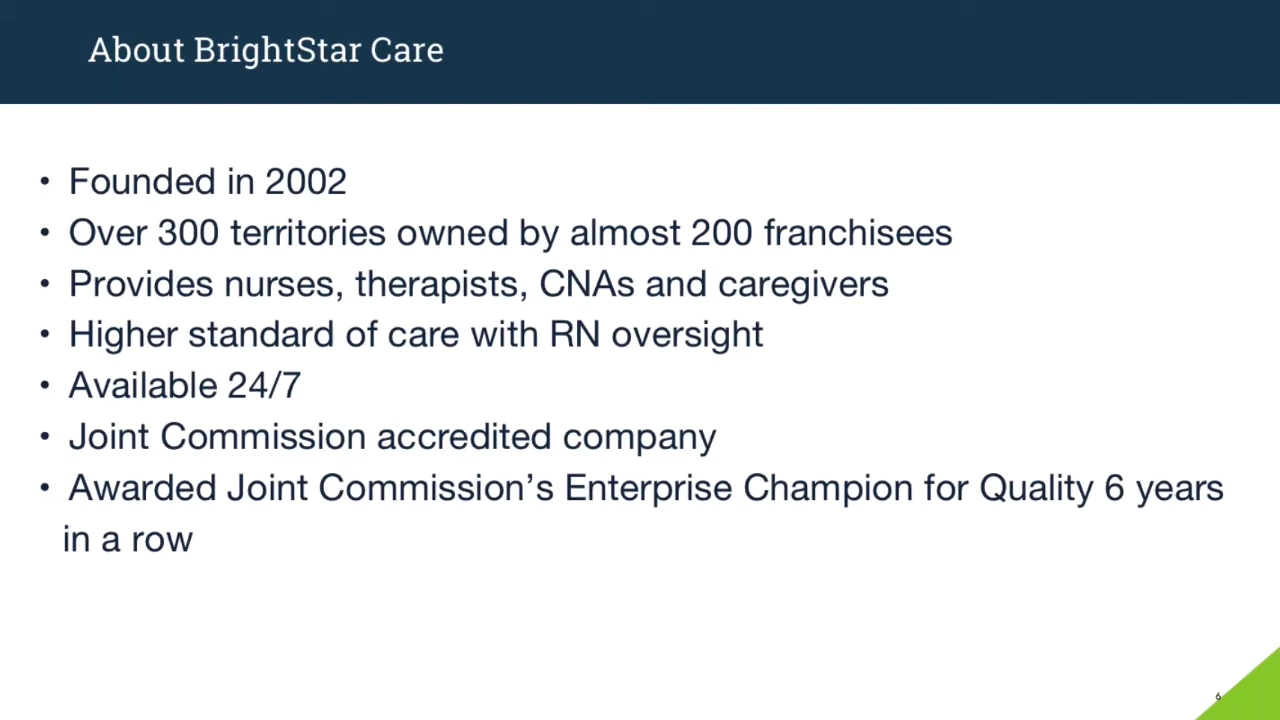 About BrightStar Care
• Founded in 2002
• Over 300 territories owned by almost 200 franchisees
• Provides nurses, therapists, CNAs and caregivers
• Higher standard of care with RN oversight
• Available 24/7
• Joint Commission accredited company
• Awarded Joint Commission’s Enterprise Champion for Quality 6 years
in a row
6